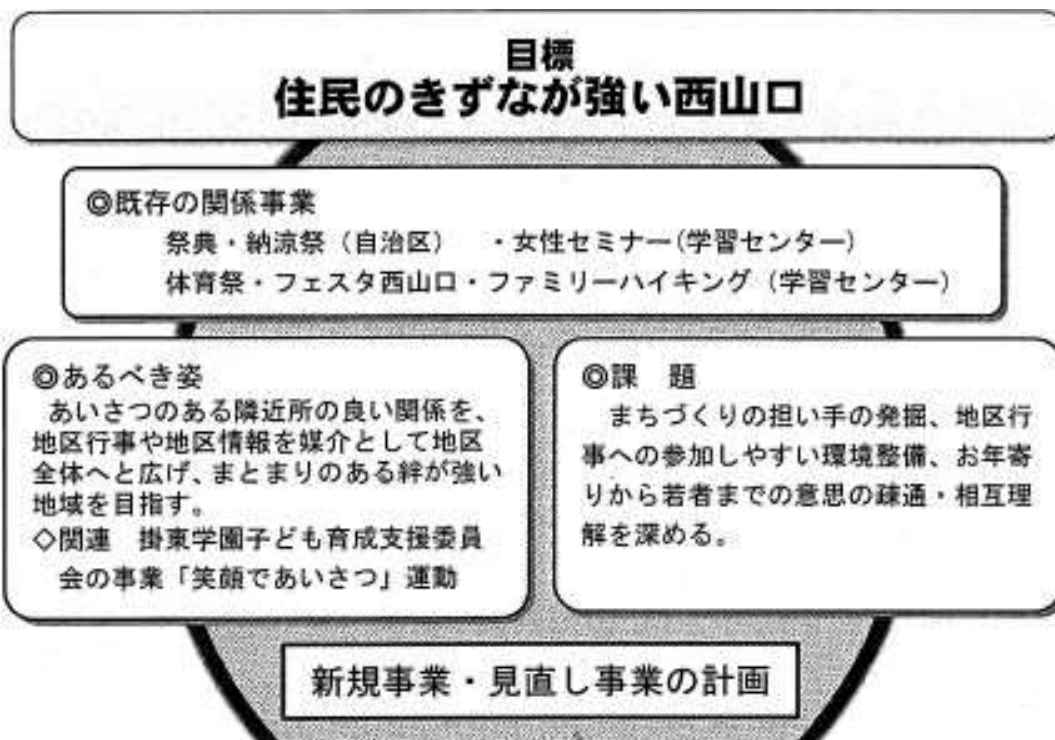 目標
住民のきずなが強い西山口
◎既存の関係事業
祭典・納涼祭（自治区）　・女性セミナー（学習センター）
体育祭・フェスタ西山口・ファミリーハイキング（学習センター）
◎あるべき姿
あいさつのある隣近所の良い関係を、
地区行事や地区情報を媒介として地区
全体へと広げ、まとまりのある絆が強い
地域を目指す。
◇関連　掛東学園子ども育成支援委員
会の事業「笑顔であいさつ」運動
◎課　題
まちづくりの担い手の発掘、地区行
事への参加しやすい環境整備、お年寄
りから若者までの意思の疎通・相互理
解を深める。
新規事業・見直し事業の計画